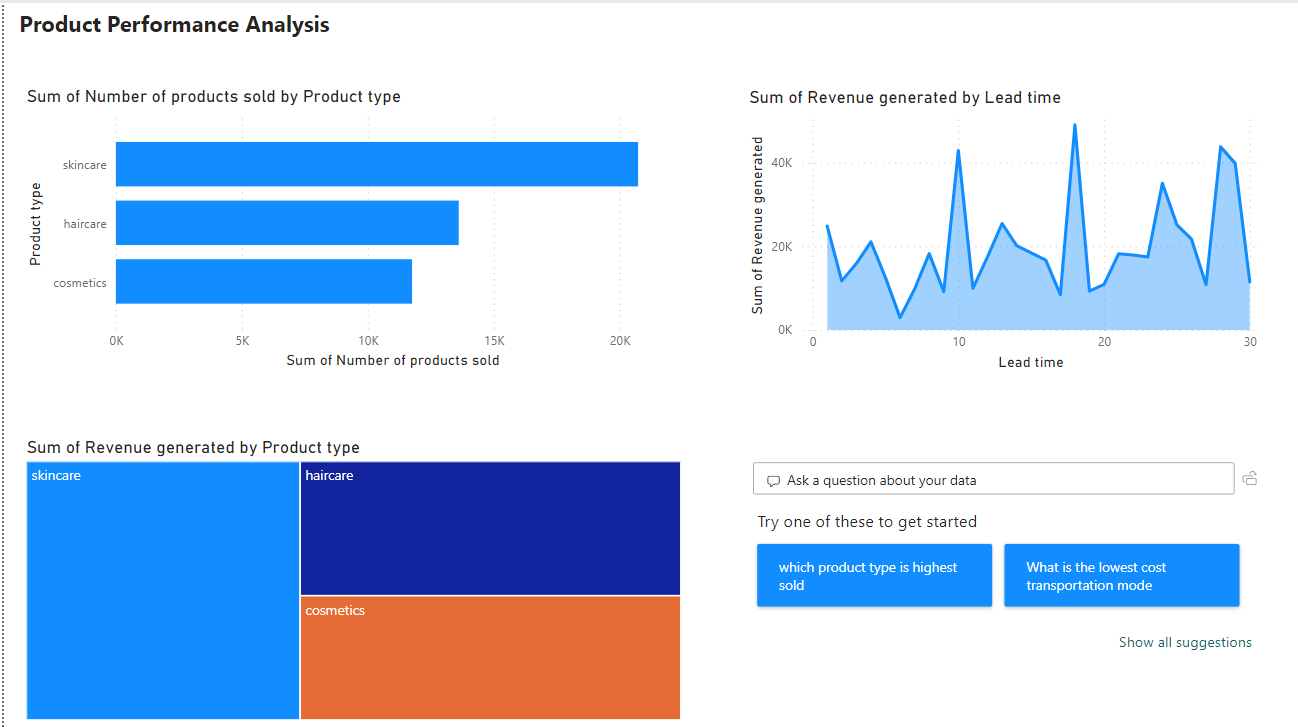 Product Performance Analysis
Sum of Number of products sold by Product type
Product type
skincare
haircare
cosmetics
0K 5K 10K 15K 20K
Sum of Number of products sold
Sum of Revenue generated by Lead time
Sum of Revenue generated
40K
20K
0K
0 10 20 30
Lead time
Sum of Revenue generated by Product type
skincare
haircare
cosmetics
Ask a question about your data
Try one of these to get started
which product type is highest
sold
What is the lowest cost
transportation mode
Show all suggestions